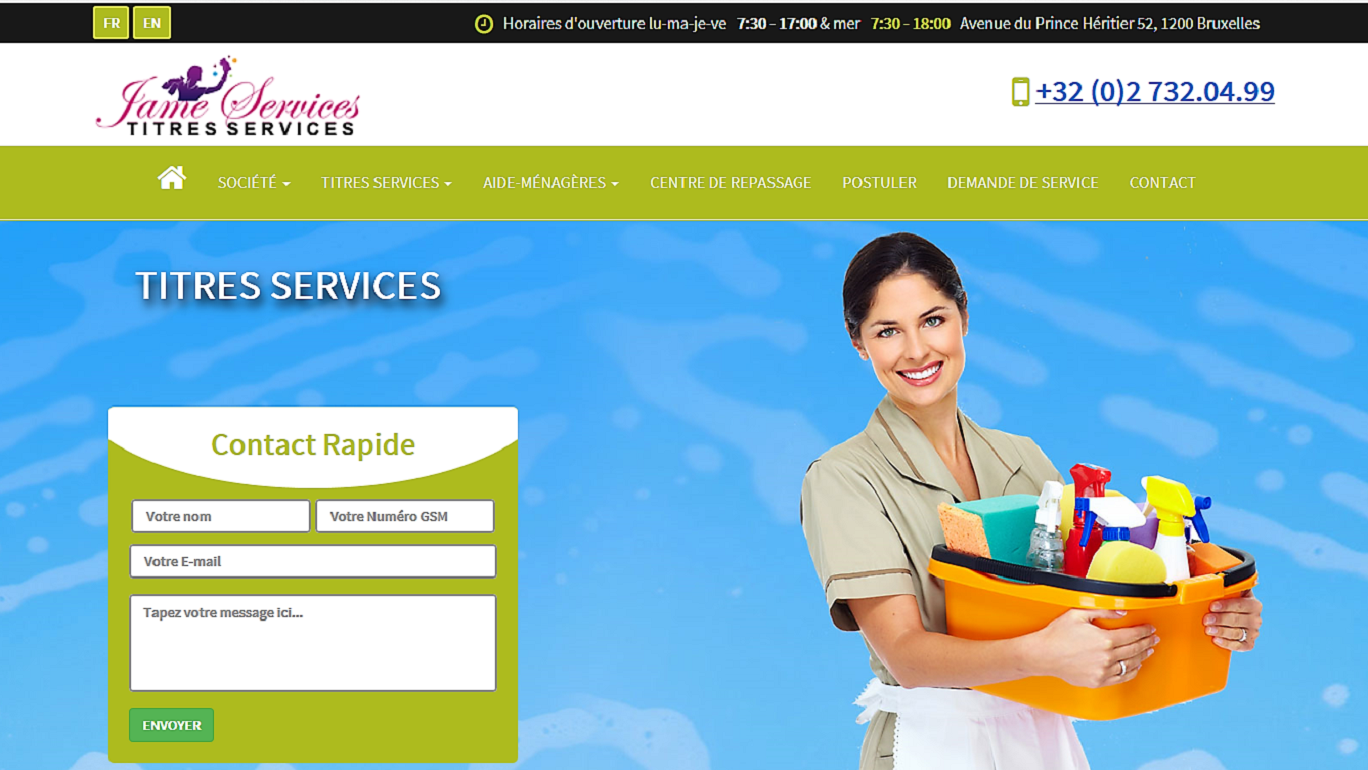 FR EN Horaires d'ouverture lu-ma-je-ve 7:30 - 17:00 & mer 7:30 - 18:00 Avenue du Prince Héritier 52, 1200 Bruxelles
Jame Services
TITRES SERVICES
+32 (0)2 732.04.99
SOCIÉTÉ TITRES SERVICES AIDE-MÉNAGÈRES CENTRE DE REPASSAGE POSTULER DEMANDE DE SERVICE CONTACT
TITRES SERVICES
Contact Rapide
Votre nom Votre Numéro GSM
Votre E-mail
Tapez votre message ici...
ENVOYER